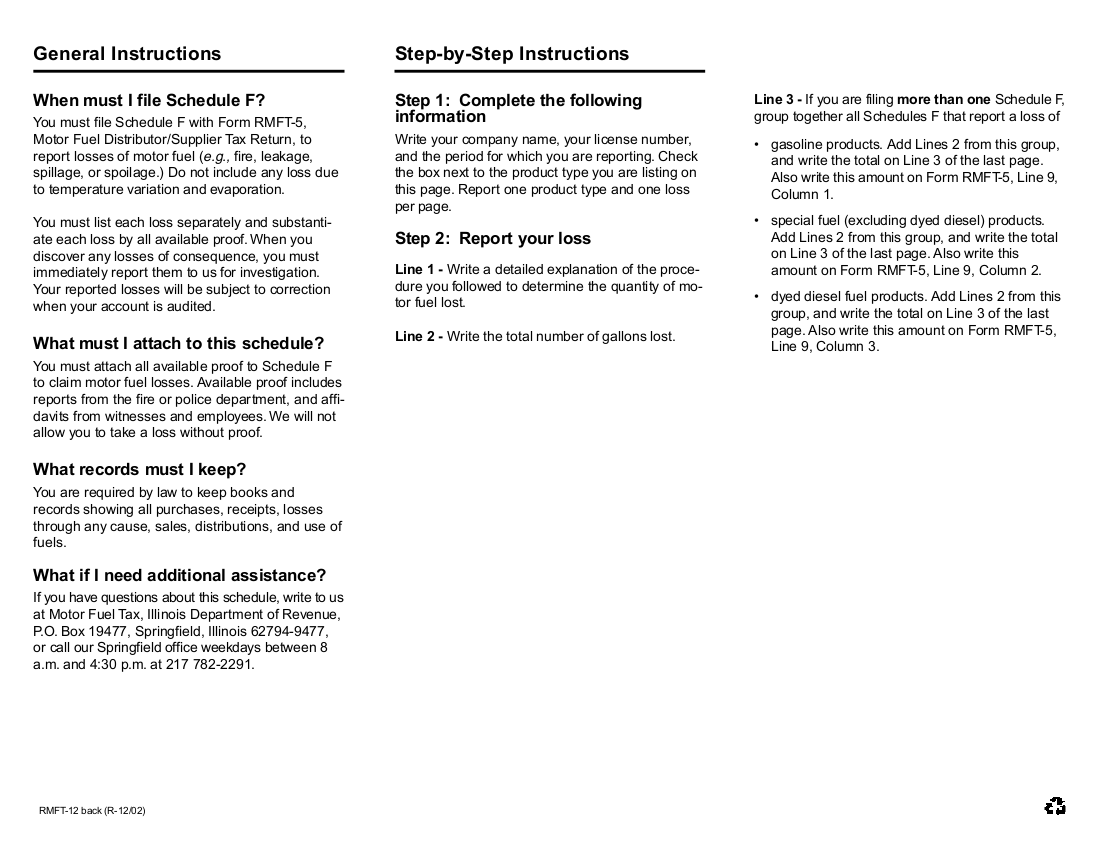 General Instructions
When must I file Schedule F?
You must file Schedule F with Form RMFT-5,
Motor Fuel Distributor/Supplier Tax Return, to
report losses of motor fuel (e.g., fire, leakage,
spillage, or spoilage.) Do not include any loss due
to temperature variation and evaporation.
You must list each loss separately and substanti-
ate each loss by all available proof. When you
discover any losses of consequence, you must
immediately report them to us for investigation.
Your reported losses will be subject to correction
when your account is audited.
What must I attach to this schedule?
You must attach all available proof to Schedule F
to claim motor fuel losses. Available proof includes
reports from the fire or police department, and affi-
davits from witnesses and employees. We will not
allow you to take a loss without proof.
What records must I keep?
You are required by law to keep books and
records showing all purchases, receipts, losses
through any cause, sales, distributions, and use of
fuels.
What if I need additional assistance?
If you have questions about this schedule, write to us
at Motor Fuel Tax, Illinois Department of Revenue,
P.O. Box 19477, Springfield, Illinois 62794-9477,
or call our Springfield office weekdays between 8
a.m. and 4:30 p.m. at 217 782-2291.
Step-by-Step Instructions
Step 1:  Complete the following
information
Write your company name, your license number,
and the period for which you are reporting. Check
the box next to the product type you are listing on
this page. Report one product type and one loss
per page.
Step 2:  Report your loss
Line 1 - Write a detailed explanation of the proce-
dure you followed to determine the quantity of mo-
tor fuel lost.
Line 2 - Write the total number of gallons lost.
Line 3 - If you are filing more than one Schedule F,
group together all Schedules F that report a loss of
• gasoline products. Add Lines 2 from this group,
and write the total on Line 3 of the last page.
Also write this amount on Form RMFT-5, Line 9,
Column 1.
• special fuel (excluding dyed diesel) products.
Add Lines 2 from this group, and write the total
on Line 3 of the last page. Also write this
amount on Form RMFT-5, Line 9, Column 2.
• dyed diesel fuel products. Add Lines 2 from this
group, and write the total on Line 3 of the last
page. Also write this amount on Form RMFT-5,
Line 9, Column 3.
RMFT-12 back (R-12/02)